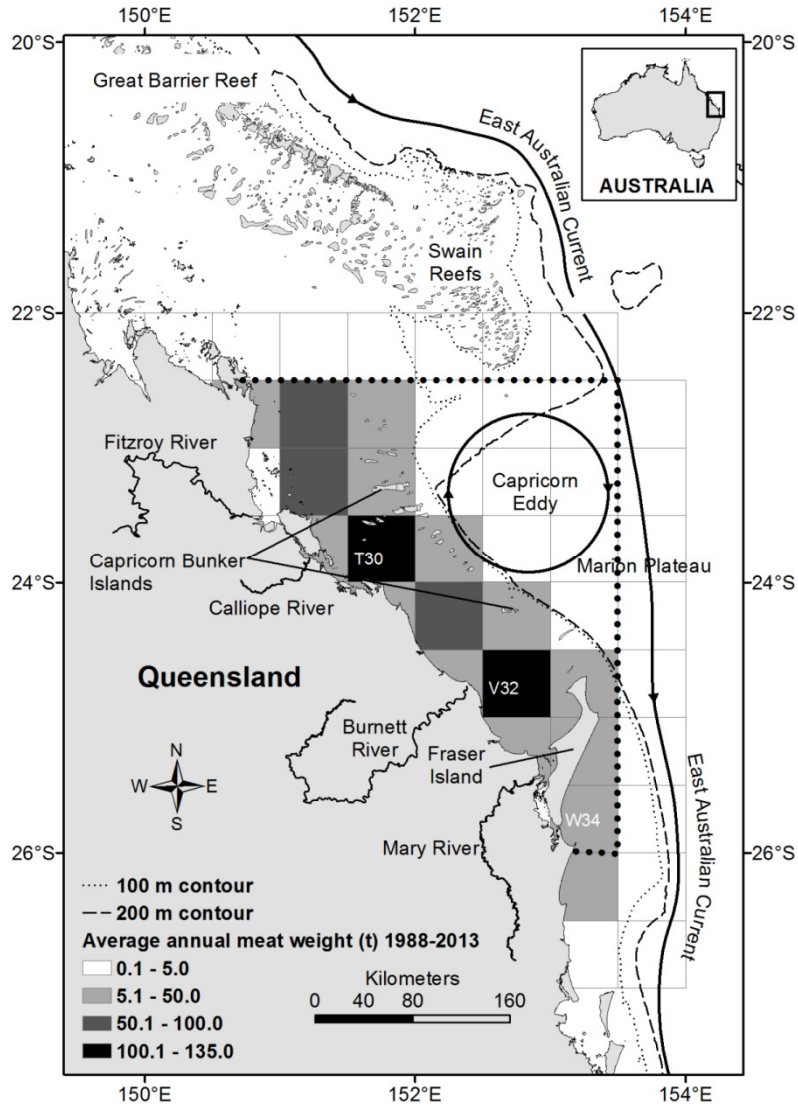 150°E 152°E 154°E
20°S 20°S
Great Barrier Reef
East Australian Current
AUSTRALIA
Swain
Reefs
22°S 22°S
Fitzroy River
Capricorn
Eddy
Capricorn Bunker
Islands
T30
Marion Plateau
24°S 24°S
Calliope River
Queensland
V32
Burnett
River
Fraser
Island
N
W E
S
W34
Mary River
East Australian Current
26°S 26°S
100 m contour
200 m contour
Average annual meat weight (t) 1988-2013
0.1 - 5.0
5.1 - 50.0
50.1 - 100.0
100.1 - 135.0
Kilometers
0 40 80 160
150°E 152°E 154°E